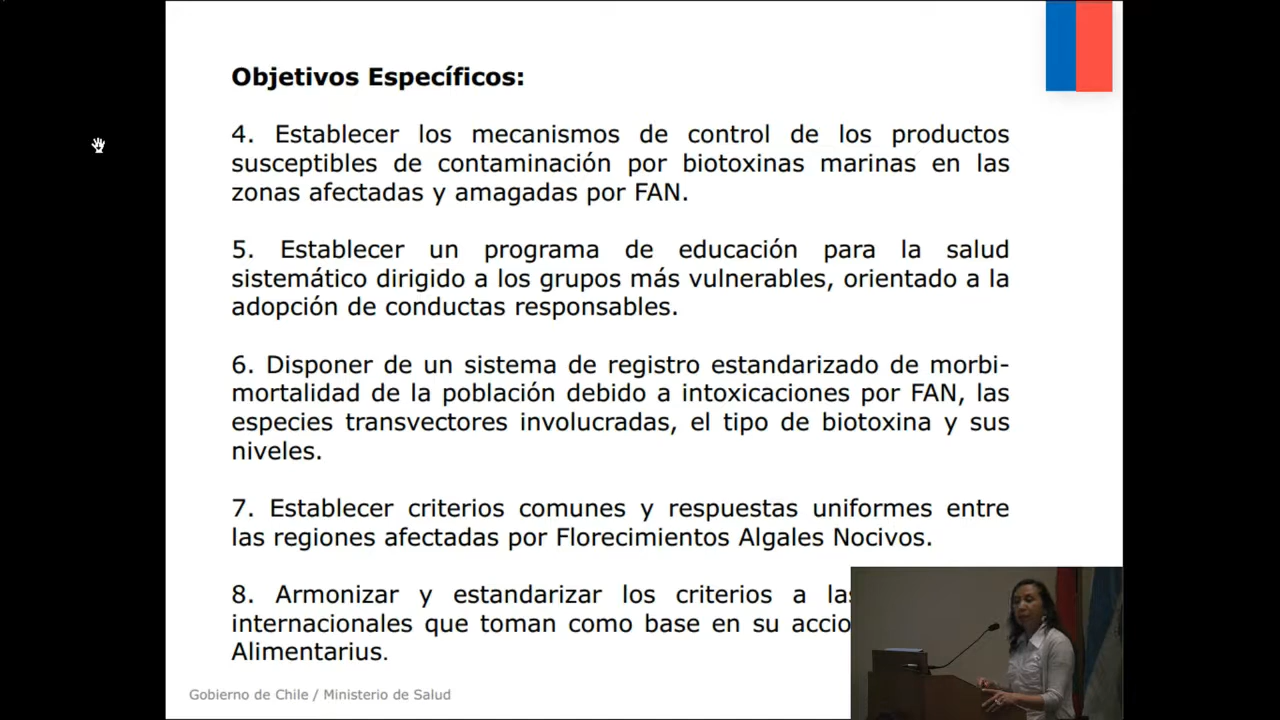 Objetivos Específicos:
4. Establecer los mecanismos de control de los productos
susceptibles de contaminación por biotoxinas marinas en las
zonas afectadas y amagadas por FAN.
5. Establecer un programa de educación para la salud
sistemático dirigido a los grupos más vulnerables, orientado a la
adopción de conductas responsables.
6. Disponer de un sistema de registro estandarizado de morbi-
mortalidad de la población debido a intoxicaciones por FAN, las
especies transvectores involucradas, el tipo de biotoxina y sus
niveles.
7. Establecer criterios comunes y respuestas uniformes entre
las regiones afectadas por Florecimientos Algales Nocivos.
8. Armonizar y estandarizar los criterios a
internacionales que toman como base en su
Alimentarius.
Gobierno de Chile / Ministerio de Salud